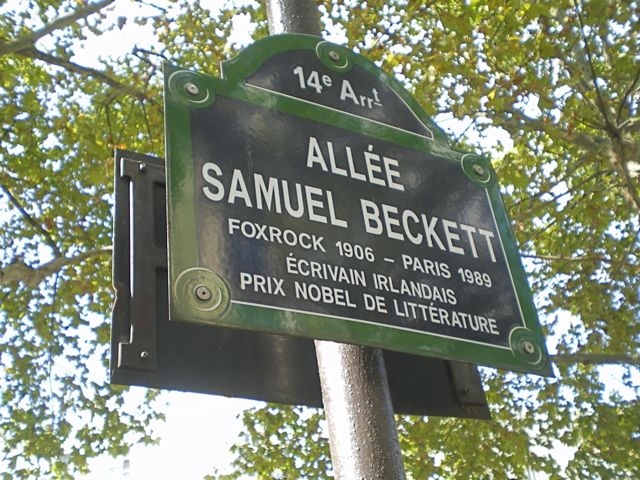 14e Arrt
ALLÉE
SAMUEL BECKETT
FOXROCK 1906 – PARIS 1989
ÉCRIVAIN IRLANDAIS
PRIX NOBEL DE LITTÉRATURE